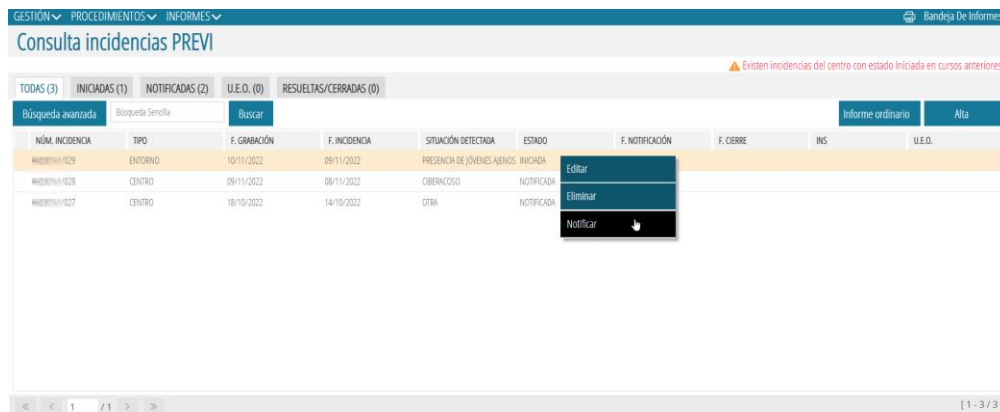 GESTIÓN PROCEDIMIENTOS INFORMES Bandeja De Informes
Consulta incidencias PREVI
Existen incidencias del centro con estado Iniciada en cursos anteriores
TODAS (3) INICIADAS (1) NOTIFICADAS (2) U.E.O. (0) RESUELTAS/CERRADAS (0)
Búsqueda avanzada Búsqueda Sencilla Buscar Informe ordinario Alta
NÚM. INCIDENCIA TIPO F. GRABACIÓN F. INCIDENCIA SITUACIÓN DETECTADA ESTADO F. NOTIFICACIÓN F. CIERRE INS U.E.O.
/029 ENTORNO 10/11/2022 09/11/2022 PRESENCIA DE JÓVENES AJENOS INICIADA
Editar
/028 CENTRO 09/11/2022 08/11/2022 CIBERACOSO NOTIFICADA
Eliminar
/027 CENTRO 18/10/2022 14/10/2022 OTRA NOTIFICADA
Notificar
« < 1 / 1 > » [1 - 3 / 3